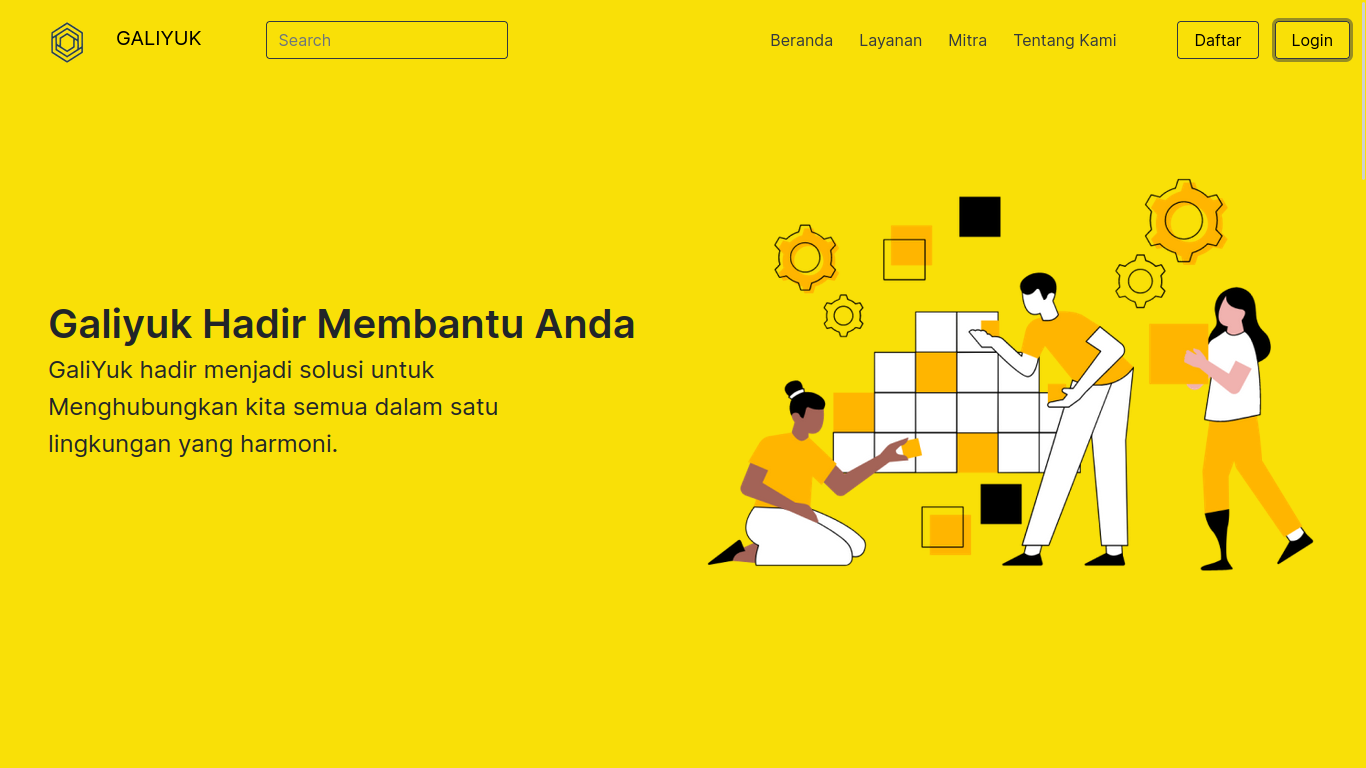 GALIYUK
Search
Beranda Layanan Mitra Tentang Kami Daftar Login
Galiyuk Hadir Membantu Anda
GaliYuk hadir menjadi solusi untuk
Menghubungkan kita semua dalam satu
lingkungan yang harmoni.